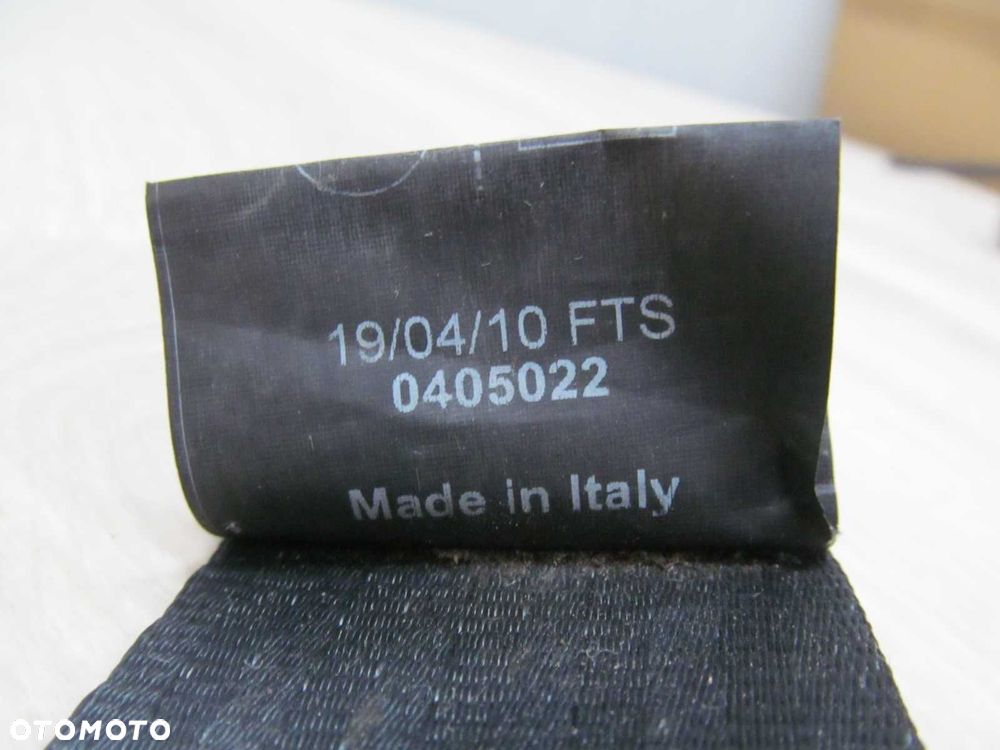 19/04/10 FTS
0405022
Made in Italy
OTOMOTO